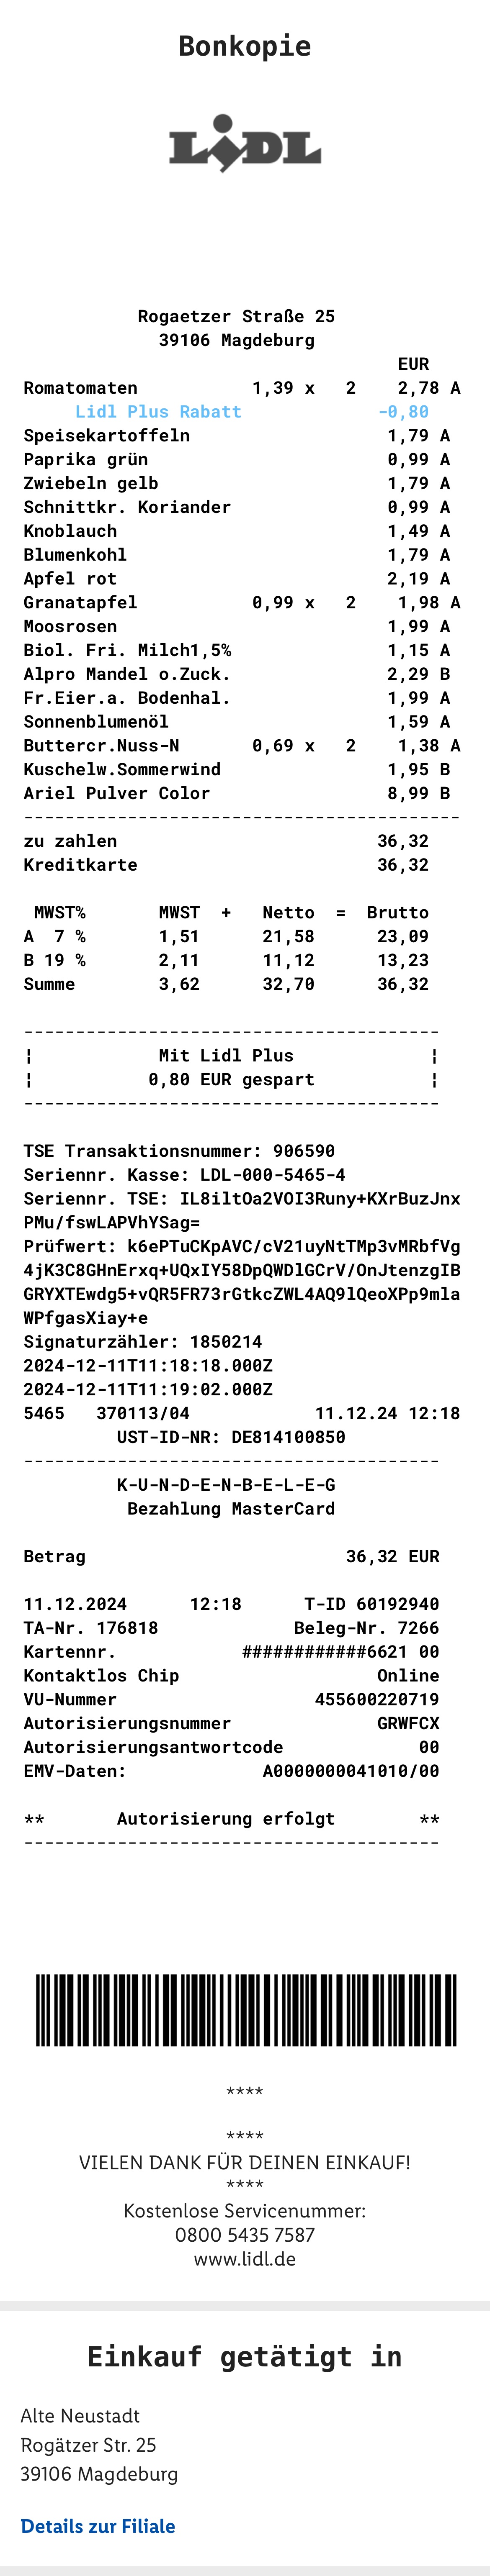 Bonkopie
LIDL
Rogaetzer Straße 25
39106 Magdeburg
EUR
Romatomaten 1,39 x 2 2,78 A
Lidl Plus Rabatt -0,80
Speisekartoffeln 1,79 A
Paprika grün 0,99 A
Zwiebeln gelb 1,79 A
Schnittkr. Koriander 0,99 A
Knoblauch 1,49 A
Blumenkohl 1,79 A
Apfel rot 2,19 A
Granatapfel 0,99 x 2 1,98 A
Moosrosen 1,99 A
Biol. Fri. Milch1,5% 1,15 A
Alpro Mandel o.Zuck. 2,29 B
Fr.Eier.a. Bodenhal. 1,99 A
Sonnenblumenöl 1,59 A
Buttercr.Nuss-N 0,69 x 2 1,38 A
Kuschelw.Sommerwind 1,95 B
Ariel Pulver Color 8,99 B
------------------------------------------
zu zahlen 36,32
Kreditkarte 36,32
MWST% MWST + Netto = Brutto
A 7 % 1,51 21,58 23,09
B 19 % 2,11 11,12 13,23
Summe 3,62 32,70 36,32
----------------------------------------
¦ Mit Lidl Plus ¦
¦ 0,80 EUR gespart ¦
----------------------------------------
TSE Transaktionsnummer: 906590
Seriennr. Kasse: LDL-000-5465-4
Seriennr. TSE: IL8iltOa2VOI3Runy+KXrBuzJnx
PMu/fswLAPVhYSag=
Prüfwert: k6ePTuCKpAVC/cV21uyNtTMp3vMRbfVg
4jK3C8GHnErxq+UQxIY58DpQWDlGCrV/OnJtenzgIB
GRYXTEwdg5+vQR5FR73rGtkcZWL4AQ9lQeoXPp9mla
WPfgasXiay+e
Signaturzähler: 1850214
2024-12-11T11:18:18.000Z
2024-12-11T11:19:02.000Z
5465 370113/04 11.12.24 12:18
UST-ID-NR: DE814100850
----------------------------------------
K-U-N-D-E-N-B-E-L-E-G
Bezahlung MasterCard
Betrag 36,32 EUR
11.12.2024 12:18 T-ID 60192940
TA-Nr. 176818 Beleg-Nr. 7266
Kartennr. ############6621 00
Kontaktlos Chip Online
VU-Nummer 455600220719
Autorisierungsnummer GRWFCX
Autorisierungsantwortcode 00
EMV-Daten: A0000000041010/00
** Autorisierung erfolgt **
----------------------------------------
****
****
VIELEN DANK FÜR DEINEN EINKAUF!
****
Kostenlose Servicenummer:
0800 5435 7587
www.lidl.de
Einkauf getätigt in
Alte Neustadt
Rogätzer Str. 25
39106 Magdeburg
Details zur Filiale